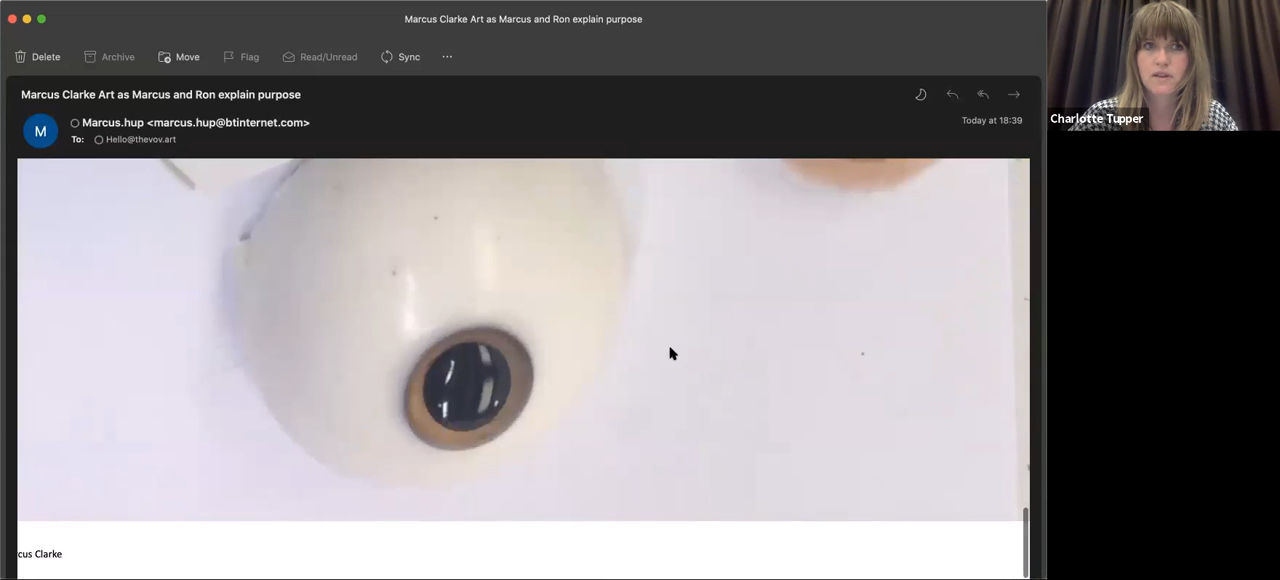 Marcus Clarke Art as Marcus and Ron explain purpose
Delete Archive Move Flag Read/Unread Sync ...
Marcus Clarke Art as Marcus and Ron explain purpose
M
Marcus.hup <marcus.hup@btinternet.com>
Today at 18:39
To: Hello@thevov.art
cus Clarke
Charlotte Tupper